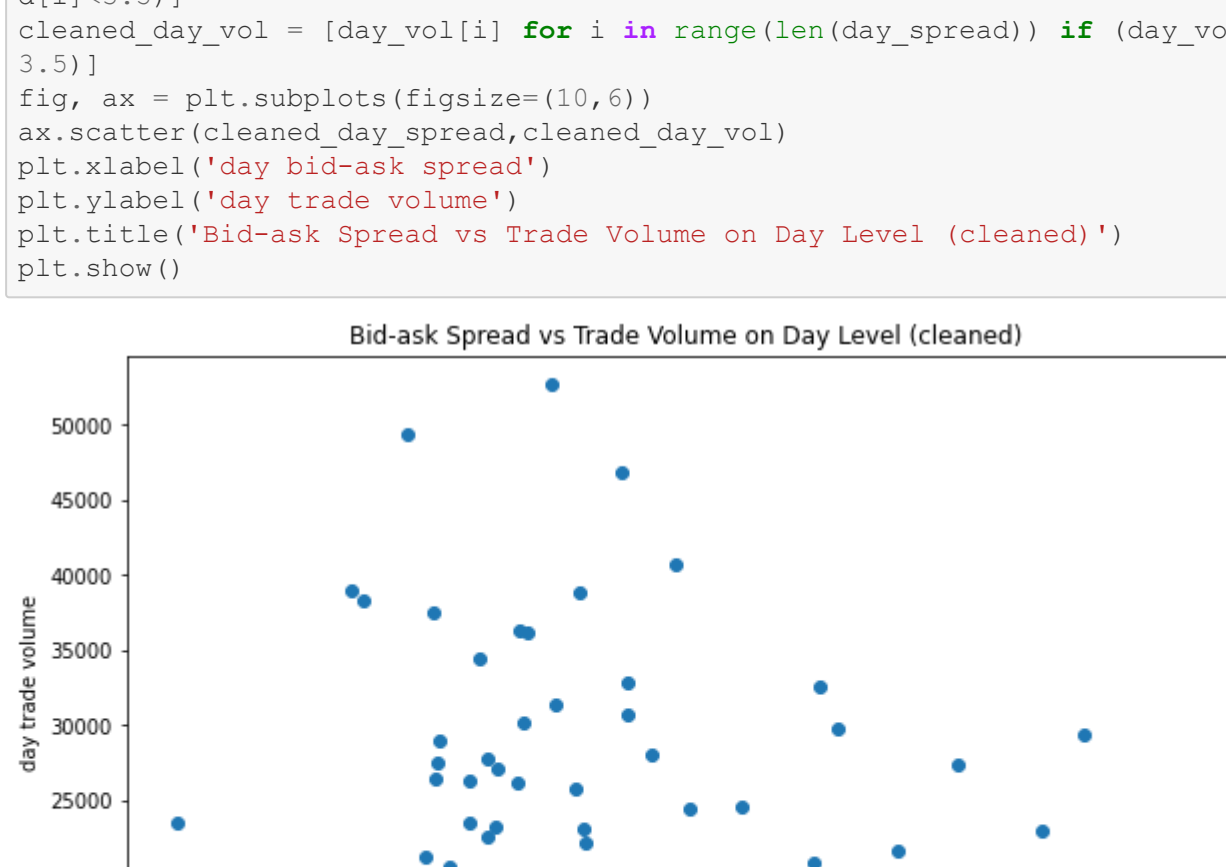 d[i]<3.5)]
cleaned_day_vol = [day_vol[i] for i in range(len(day_spread)) if (day_vo
3.5)]
fig, ax = plt.subplots(figsize=(10,6))
ax.scatter(cleaned_day_spread,cleaned_day_vol)
plt.xlabel('day bid-ask spread')
plt.ylabel('day trade volume')
plt.title('Bid-ask Spread vs Trade Volume on Day Level (cleaned)')
plt.show()
Bid-ask Spread vs Trade Volume on Day Level (cleaned)
50000
45000
40000
35000
30000
25000
day trade volume